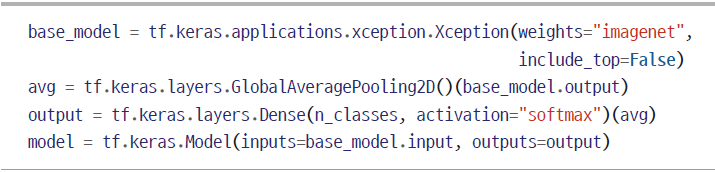 base_model = tf.keras.applications.xception.Xception(weights="imagenet",
include_top=False)
avg = tf.keras.layers.GlobalAveragePooling2D()(base_model.output)
output = tf.keras.layers.Dense(n_classes, activation="softmax")(avg)
model = tf.keras.Model(inputs=base_model.input, outputs=output)